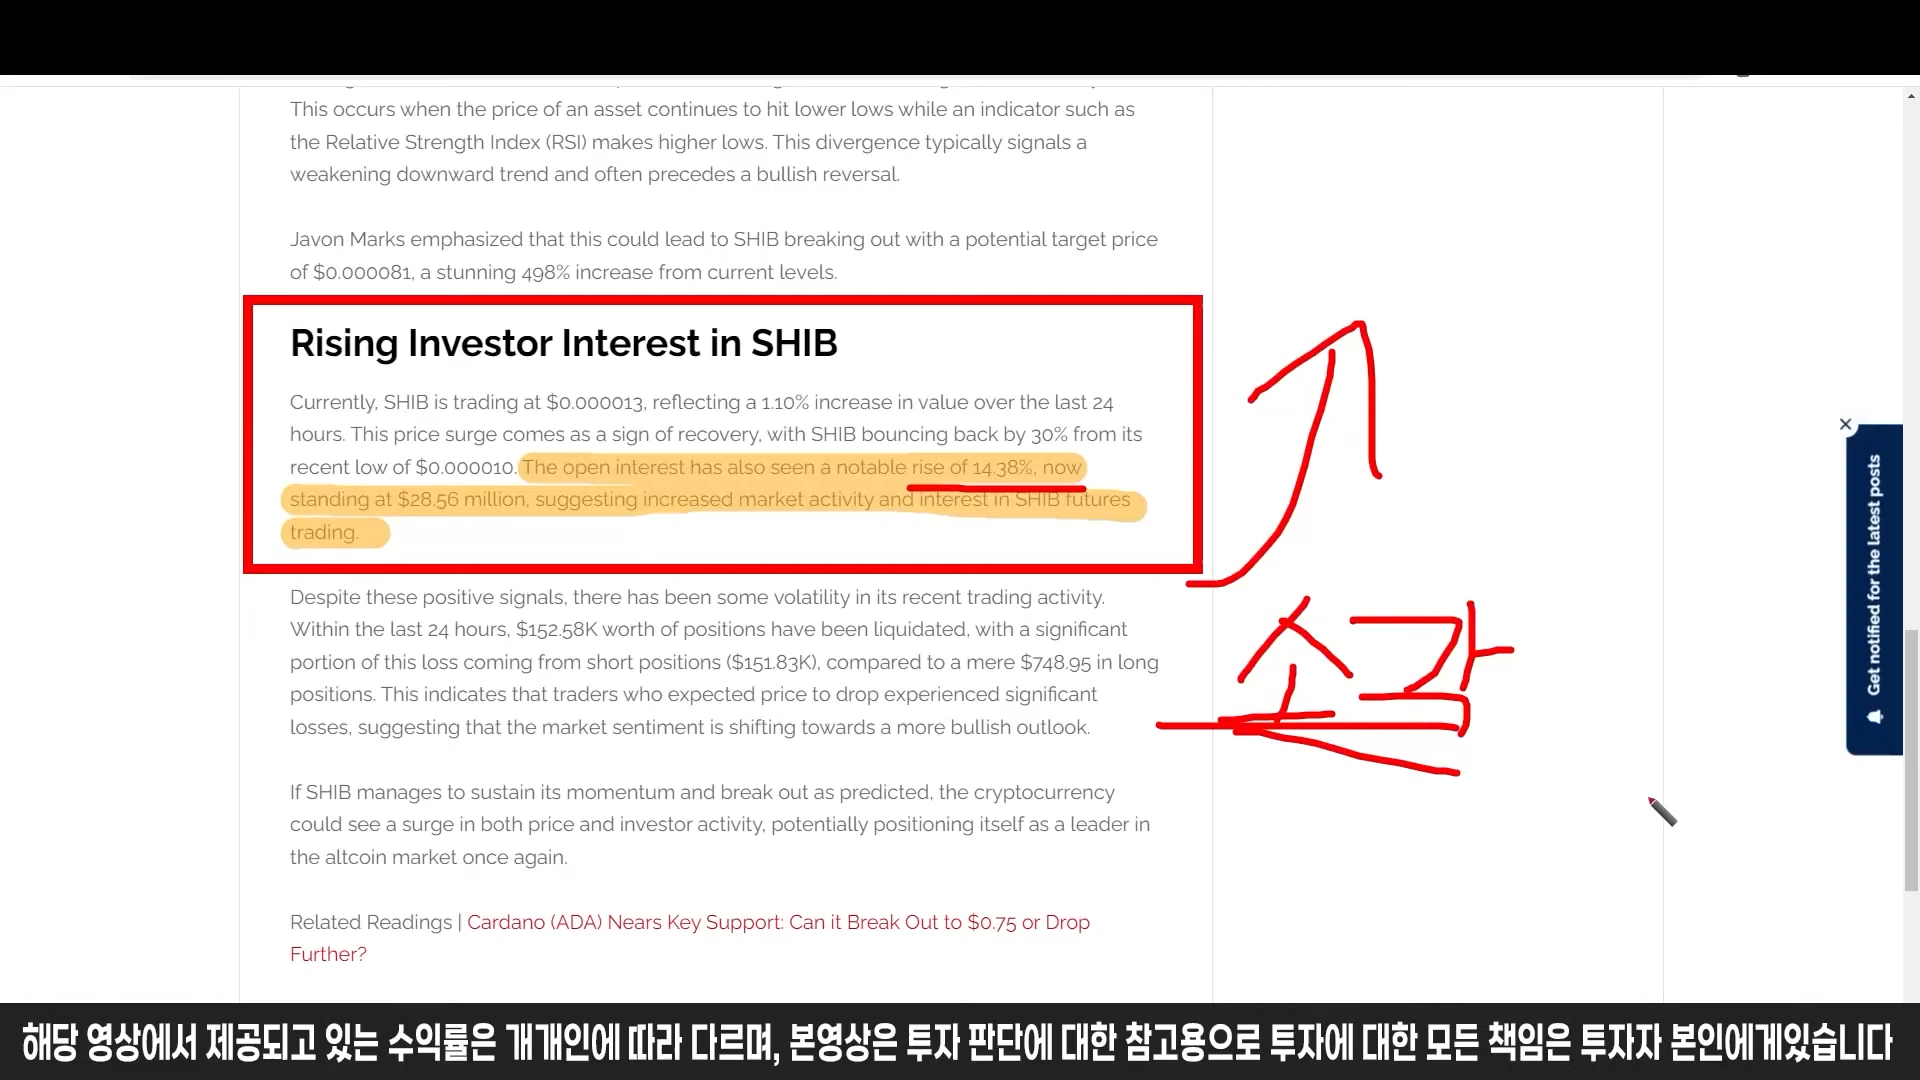 This occurs when the price of an asset continues to hit lower lows while an indicator such as
the Relative Strength Index (RSI) makes higher lows. This divergence typically signals a
weakening downward trend and often precedes a bullish reversal.
Javon Marks emphasized that this could lead to SHIB breaking out with a potential target price
of $0.000081, a stunning 498% increase from current levels.
Rising Investor Interest in SHIB
Currently, SHIB is trading at $0.000013, reflecting a 1.10% increase in value over the last 24
hours. This price surge comes as a sign of recovery, with SHIB bouncing back by 30% from its
recent low of $0.000010. The open interest has also seen a notable rise of 14.38%, now
standing at $28.56 million, suggesting increased market activity and interest in SHIB futures
trading.
Despite these positive signals, there has been some volatility in its recent trading activity.
Within the last 24 hours, $152.58K worth of positions have been liquidated, with a significant
portion of this loss coming from short positions ($151.83K), compared to a mere $748.95 in long
positions. This indicates that traders who expected price to drop experienced significant
losses, suggesting that the market sentiment is shifting towards a more bullish outlook.
If SHIB manages to sustain its momentum and break out as predicted, the cryptocurrency
could see a surge in both price and investor activity, potentially positioning itself as a leader in
the altcoin market once again.
Related Readings | Cardano (ADA) Nears Key Support: Can it Break Out to $0.75 or Drop
Further?
소각
Get notified for the latest posts
해당 영상에서 제공되고 있는 수익률은 개개인에 따라 다르며, 본영상은 투자 판단에 대한 참고용으로 투자에 대한 모든 책임은 투자자 본인에게있습니다